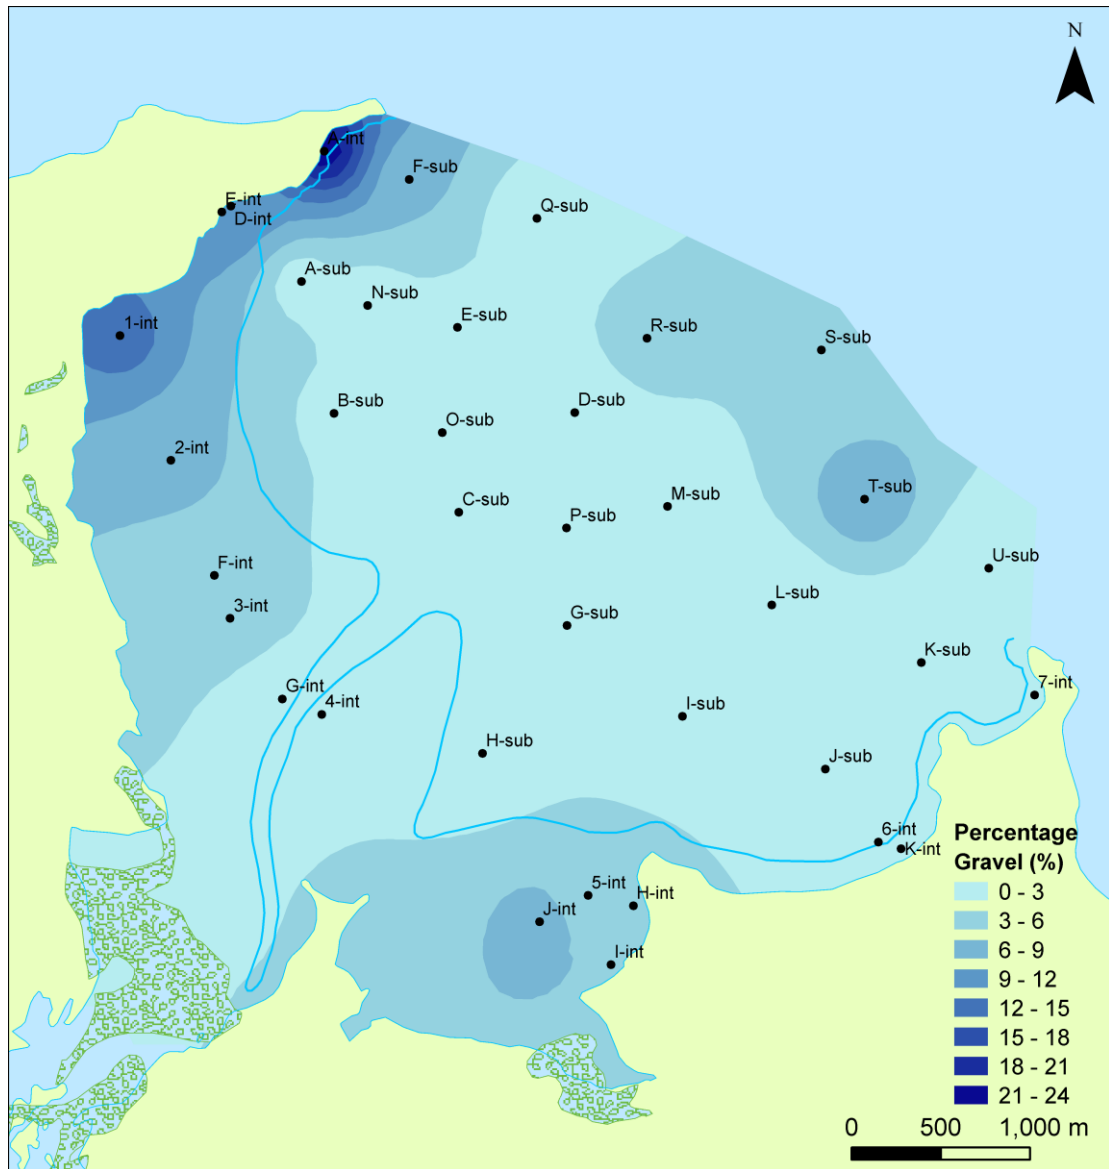 N
A-int
F-sub
E-int
D-int
Q-sub
A-sub
N-sub
E-sub
1-int
R-sub
S-sub
B-sub
D-sub
O-sub
2-int
T-sub
C-sub
M-sub
P-sub
U-sub
F-int
L-sub
3-int
G-sub
K-sub
G-int
7-int
4-int
I-sub
H-sub
J-sub
6-int
K-int
5-int
H-int
J-int
I-int
Percentage
Gravel (%)
0 - 3
3 - 6
6 - 9
9 - 12
12 - 15
15 - 18
18 - 21
21 - 24
0 500 1,000 m